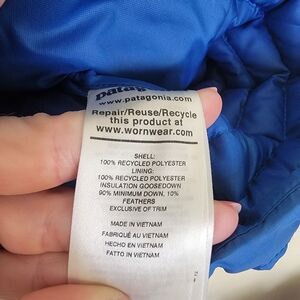 www.patagonia.com
Repair/Reuse/Recycle
this product at
www.wornwear.com
SHELL:
100% RECYCLED POLYESTER
LINING:
100% RECYCLED POLYESTER
INSULATION GOOSEDOWN
90% MINIMUM DOWN, 10%
FEATHERS
EXCLUSIVE OF TRIM
MADE IN VIETNAM
FABRIQUÉ AU VIETNAM
HECHO EN VIETNAM
FATTO IN VIETNAM